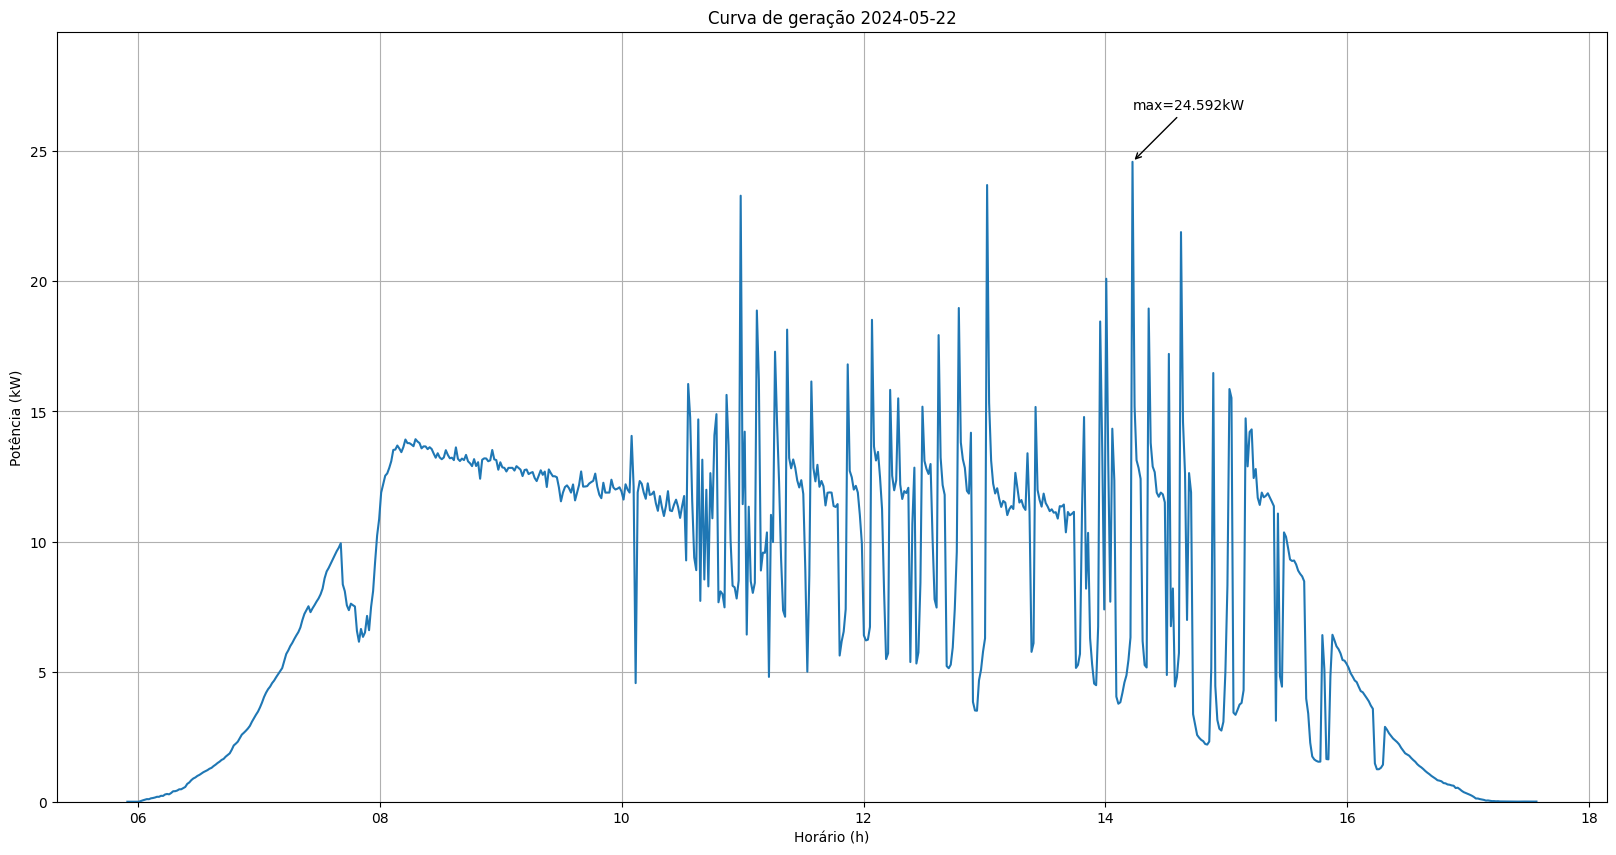 Curva de geração 2024-05-22
max=24.592kW
Potência (kW)
25
20
15
10
5
0
06 08 10 12 14 16 18
Horário (h)